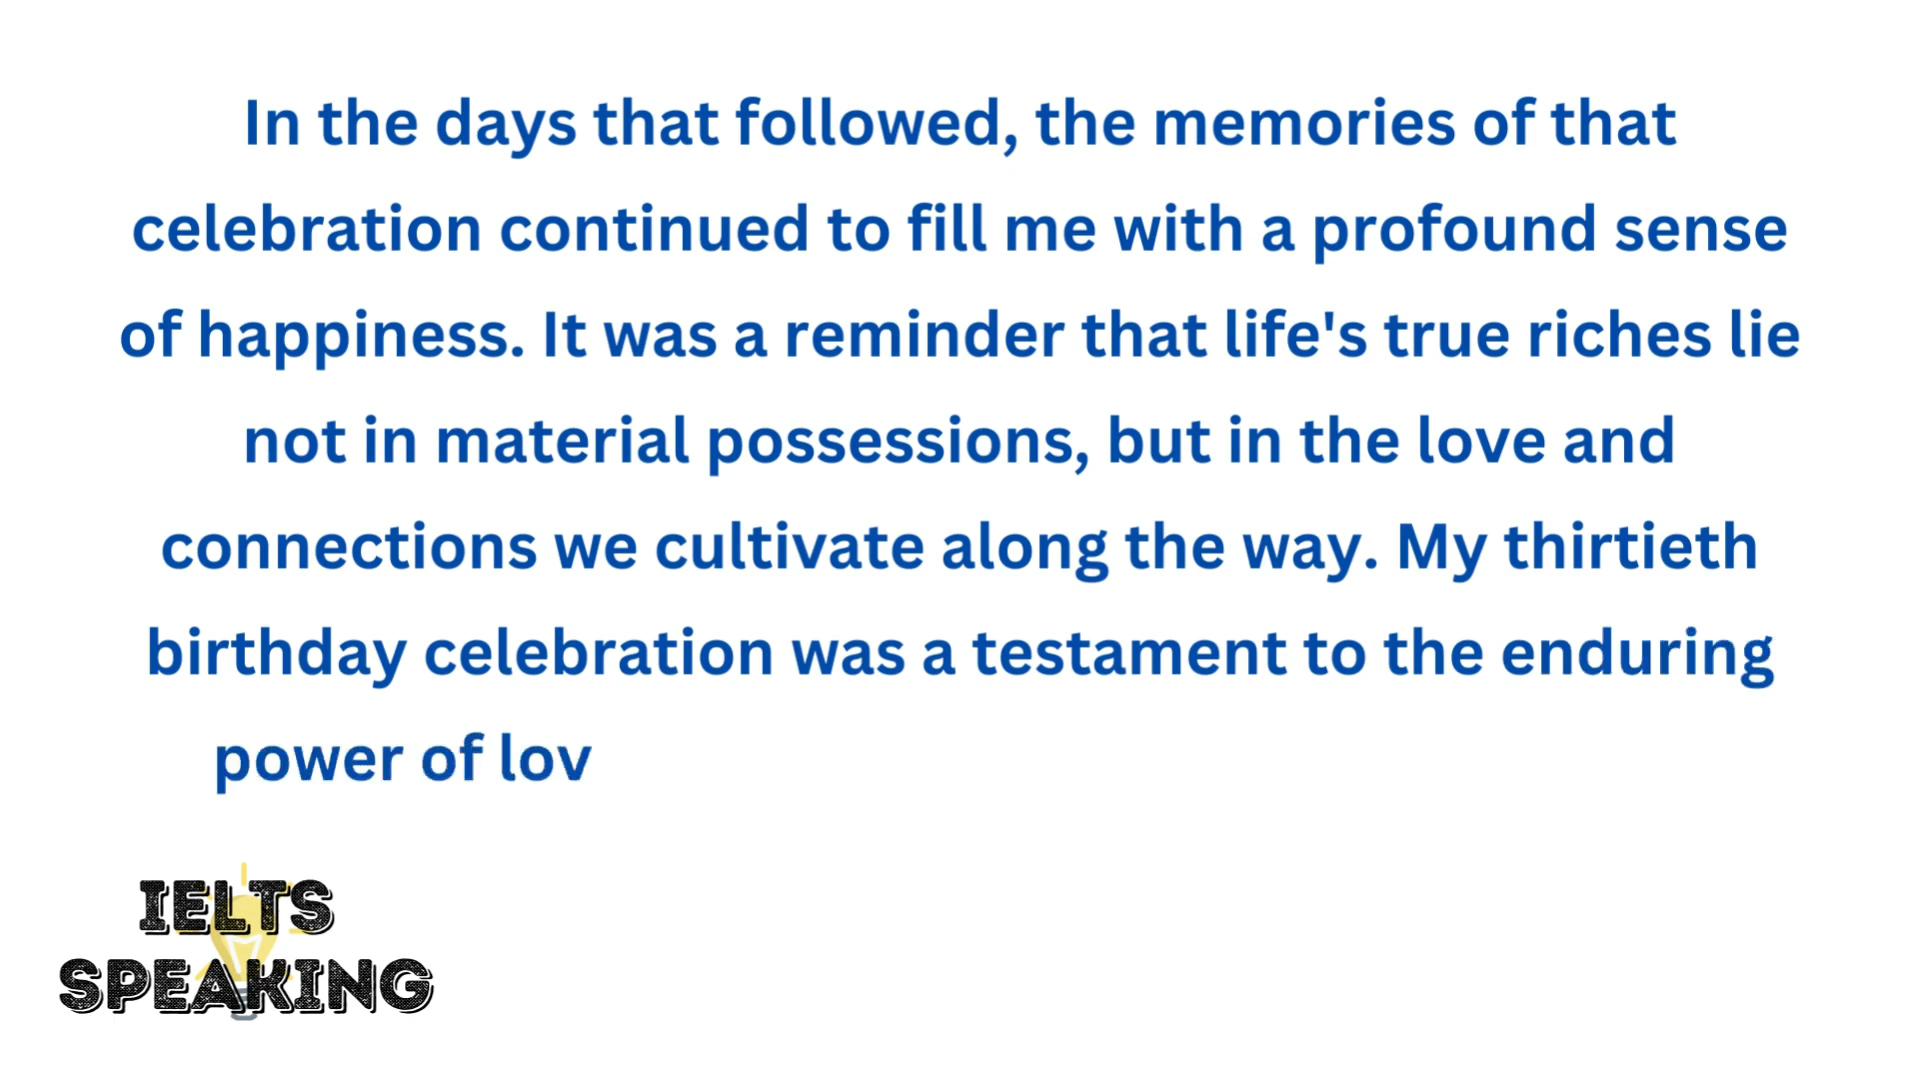 In the days that followed, the memories of that
celebration continued to fill me with a profound sense
of happiness. It was a reminder that life's true riches lie
not in material possessions, but in the love and
connections we cultivate along the way. My thirtieth
birthday celebration was a testament to the enduring
power of lov
IELTS
SPEAKING